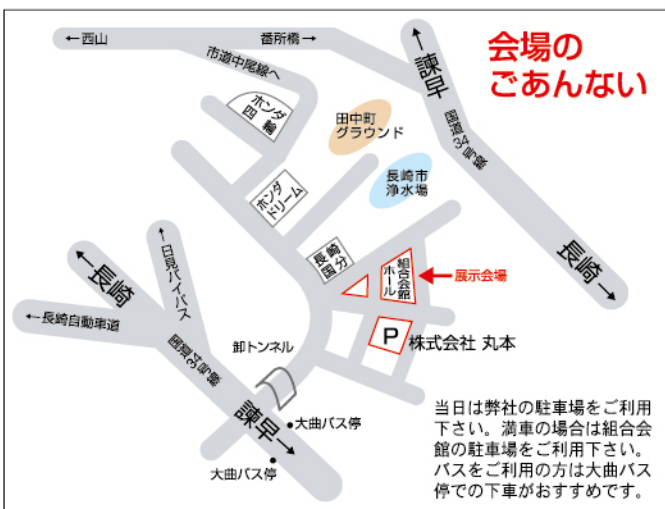 会場の
ごあんない
←西山
番所橋→
市道中尾線へ
ホンダ
四輪
田中町
グラウンド
←諫早
国道34号線
長崎→
長崎市
浄水場
ホンダ
ドリーム
長崎
国分
組合会館
ホール
←展示会場
←長崎
←日見バイパス
←長崎自動車道
国道34号線
諫早→
卸トンネル
P
株式会社 丸本
大曲バス停
大曲バス停
当日は弊社の駐車場をご利用
下さい。満車の場合は組合会
館の駐車場をご利用下さい。
バスをご利用の方は大曲バス
停での下車がおすすめです。